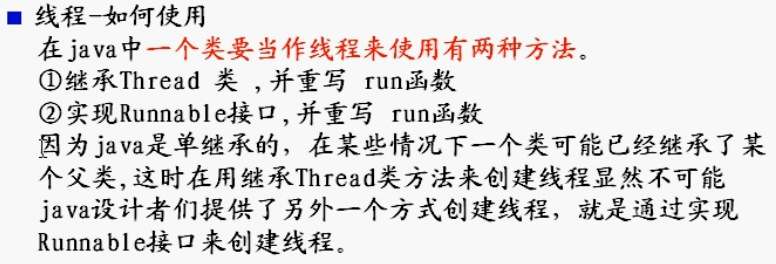 线程-如何使用
在java中一个类要当作线程来使用有两种方法。
①继承Thread 类 ,并重写 run函数
②实现Runnable接口,并重写 run函数
因为java是单继承的，在某些情况下一个类可能已经继承了某
个父类,这时在用继承Thread类方法来创建线程显然不可能
java设计者们提供了另外一个方式创建线程，就是通过实现
Runnable接口来创建线程。